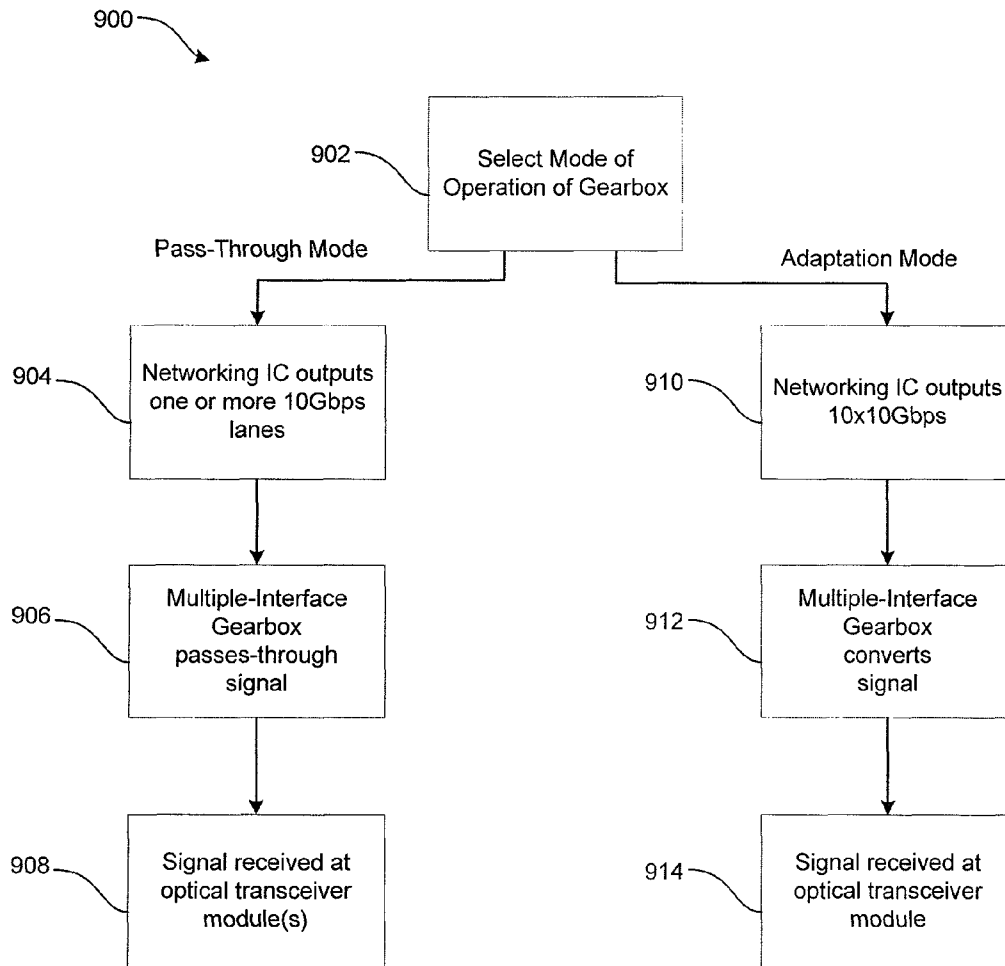 900
902
Select Mode of
Operation of Gearbox
Pass-Through Mode
Adaptation Mode
904
Networking IC outputs
one or more 10Gbps
lanes
910
Networking IC outputs
10x10Gbps
906
Multiple-Interface
Gearbox
passes-through
signal
912
Multiple-Interface
Gearbox
converts
signal
908
Signal received at
optical transceiver
module(s)
914
Signal received at
optical transceiver
module